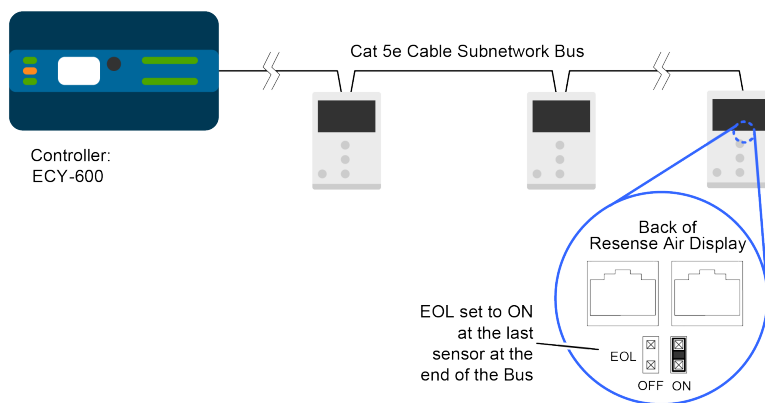 Cat 5e Cable Subnetwork Bus
Controller:
ECY-600
Back of
Resense Air Display
EOL set to ON
at the last
sensor at the
end of the Bus
EOL
OFF ON